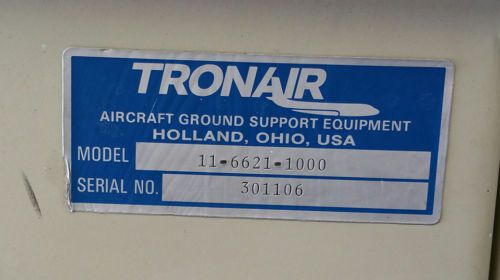 TRONAIR
AIRCRAFT GROUND SUPPORT EQUIPMENT
HOLLAND, OHIO, USA
MODEL 11-6621-1000
SERIAL NO. 301106